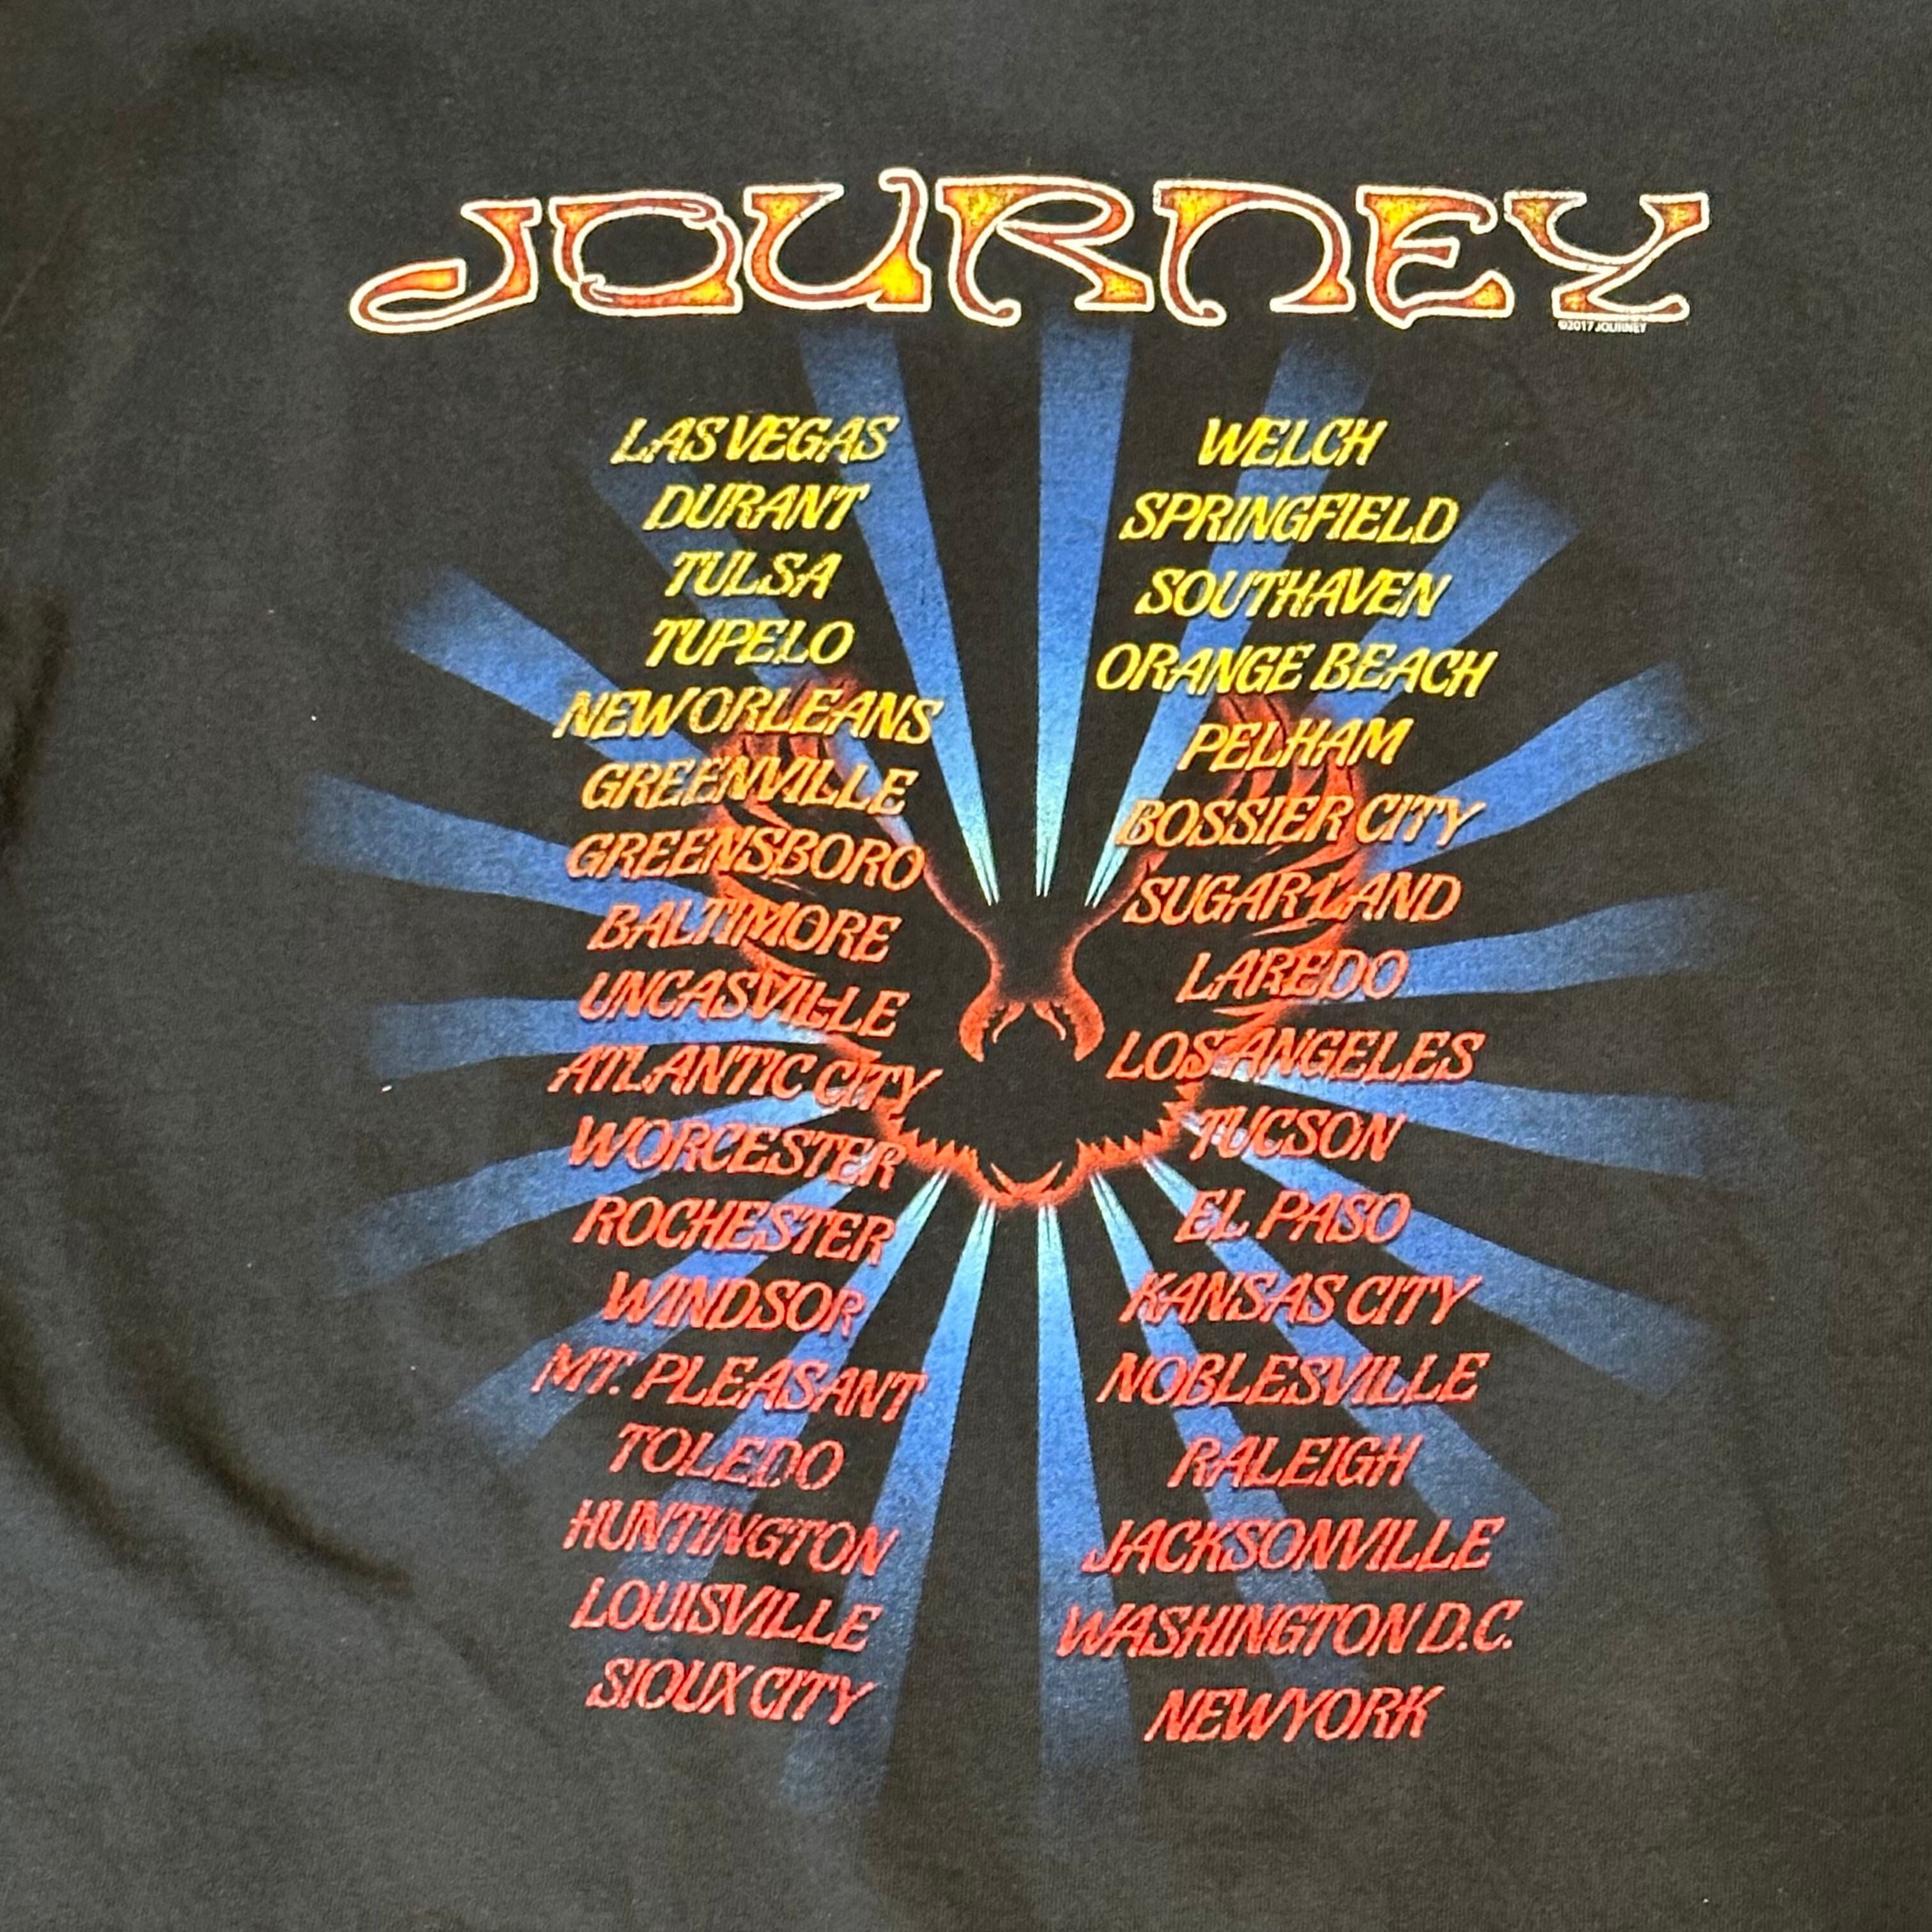 JOURNEY
©2017 JOURNEY
LAS VEGAS
DURANT
TULSA
TUPELO
NEW ORLEANS
GREENVILLE
GREENSBORO
BALTIMORE
UNCASVILLE
ATLANTIC CITY
WORCESTER
ROCHESTER
WINDSOR
MT. PLEASANT
TOLEDO
HUNTINGTON
LOUISVILLE
SIOUX CITY
WELCH
SPRINGFIELD
SOUTHAVEN
ORANGE BEACH
PELHAM
BOSSIER CITY
SUGAR LAND
LAREDO
LOS ANGELES
TUCSON
EL PASO
KANSAS CITY
NOBLESVILLE
RALEIGH
JACKSONVILLE
WASHINGTON D.C.
NEW YORK